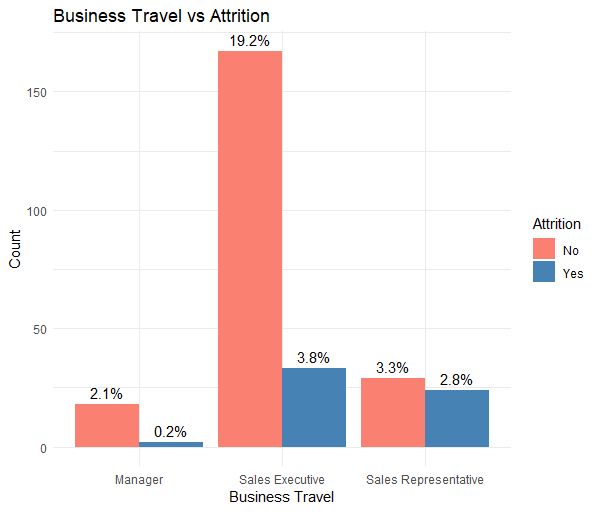 Business Travel vs Attrition
19.2%
150
100
50
0
Count
2.1%
0.2%
3.8%
3.3%
2.8%
Manager
Sales Executive
Sales Representative
Business Travel
Attrition
No
Yes